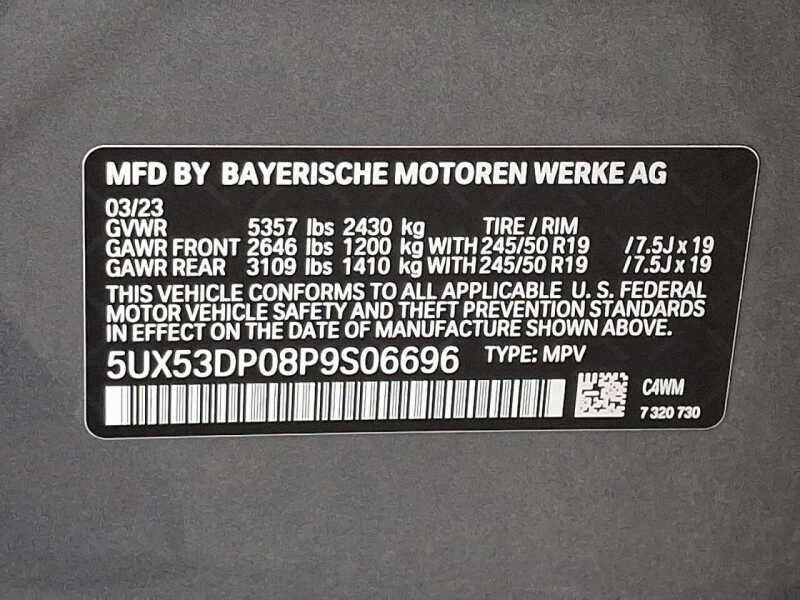 MFD BY BAYERISCHE MOTOREN WERKE AG
03/23
GVWR 5357 lbs 2430 kg TIRE / RIM
GAWR FRONT 2646 lbs 1200 kg WITH 245/50 R19 /7.5J x 19
GAWR REAR 3109 lbs 1410 kg WITH 245/50 R19 /7.5J x 19
THIS VEHICLE CONFORMS TO ALL APPLICABLE U. S. FEDERAL
MOTOR VEHICLE SAFETY AND THEFT PREVENTION STANDARDS
IN EFFECT ON THE DATE OF MANUFACTURE SHOWN ABOVE.
5UX53DP08P9S06696 TYPE: MPV
C4WM
7 320 730